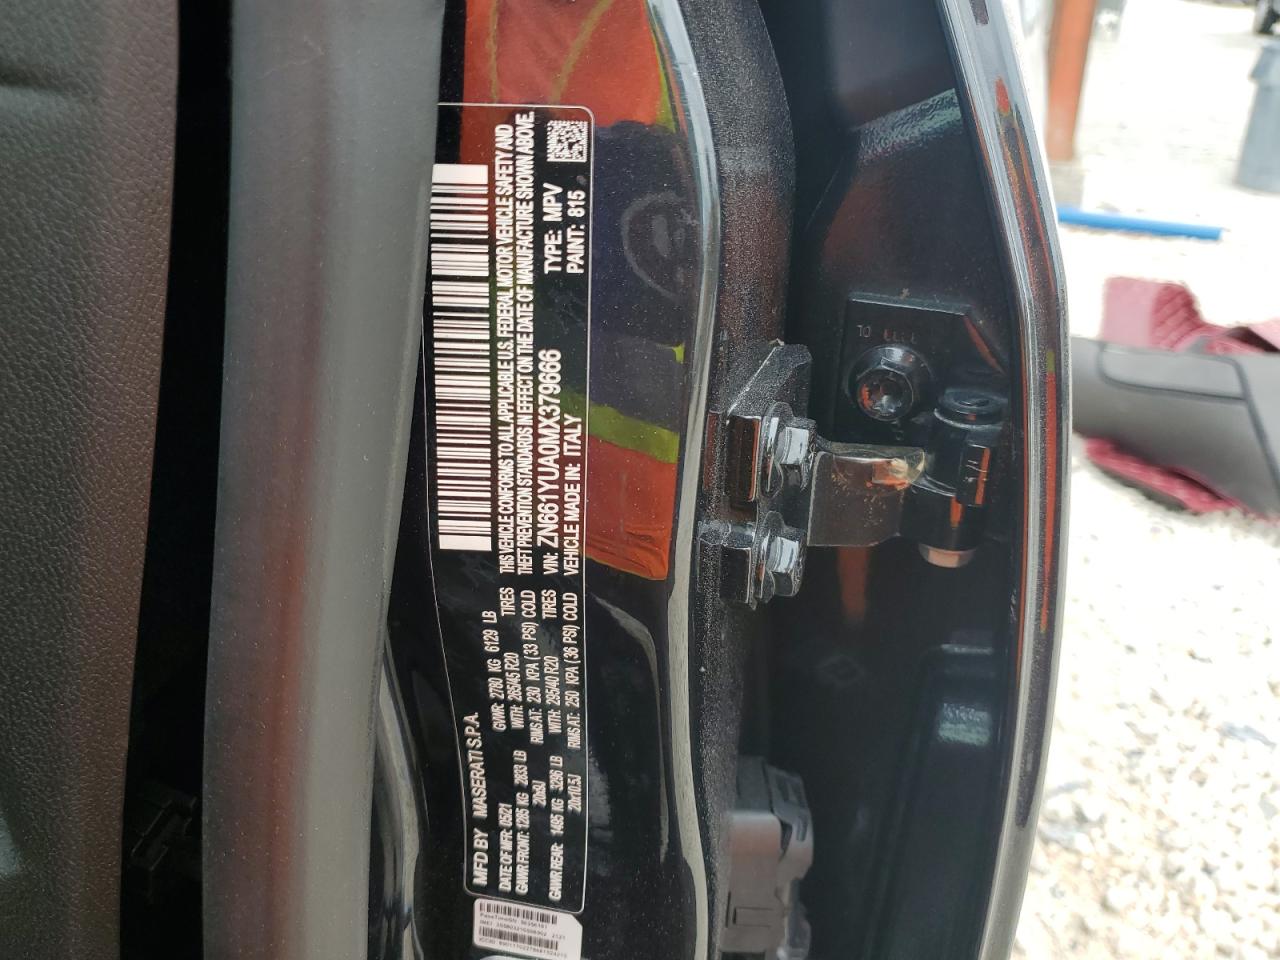 MFD BY MASERATI S.P.A.
DATE OF MFR: 05/21 GVWR: 2780 KG 6129 LB
GAWR FRONT: 1285 KG 2833 LB WITH: 265/45 R20 TIRES
20x9J RIMS AT: 230 KPA (33 PSI) COLD
GAWR REAR: 1495 KG 3296 LB WITH: 295/40 R20 TIRES
20x10.5J RIMS AT: 250 KPA (36 PSI) COLD
THIS VEHICLE CONFORMS TO ALL APPLICABLE U.S. FEDERAL MOTOR VEHICLE SAFETY AND
THEFT PREVENTION STANDARDS IN EFFECT ON THE DATE OF MANUFACTURE SHOWN ABOVE.
VIN: ZN661YUA0MX379666 TYPE: MPV
VEHICLE MADE IN: ITALY PAINT: 815